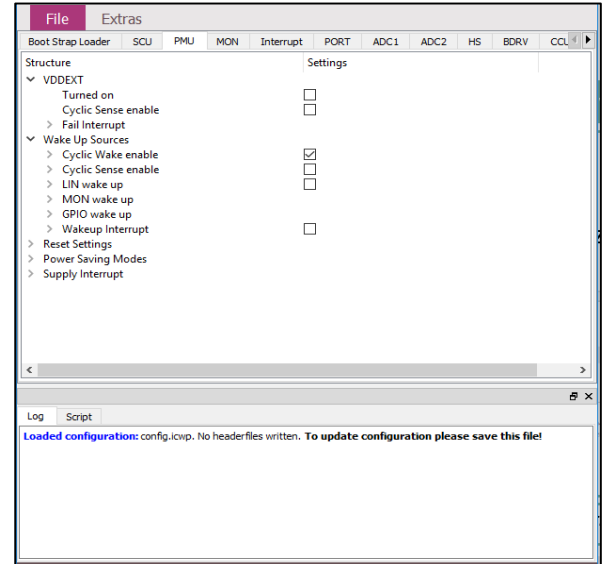 File Extras
Boot Strap Loader SCU PMU MON Interrupt PORT ADC1 ADC2 HS BDRV
Structure Settings
VDDEXT
Turned on
Cyclic Sense enable
Fail Interrupt
Wake Up Sources
Cyclic Wake enable
Cyclic Sense enable
LIN wake up
MON wake up
GPIO wake up
Wakeup Interrupt
Reset Settings
Power Saving Modes
Supply Interrupt
Log Script
Loaded configuration: config.icwp. No headerfiles written. To update configuration please save this file!